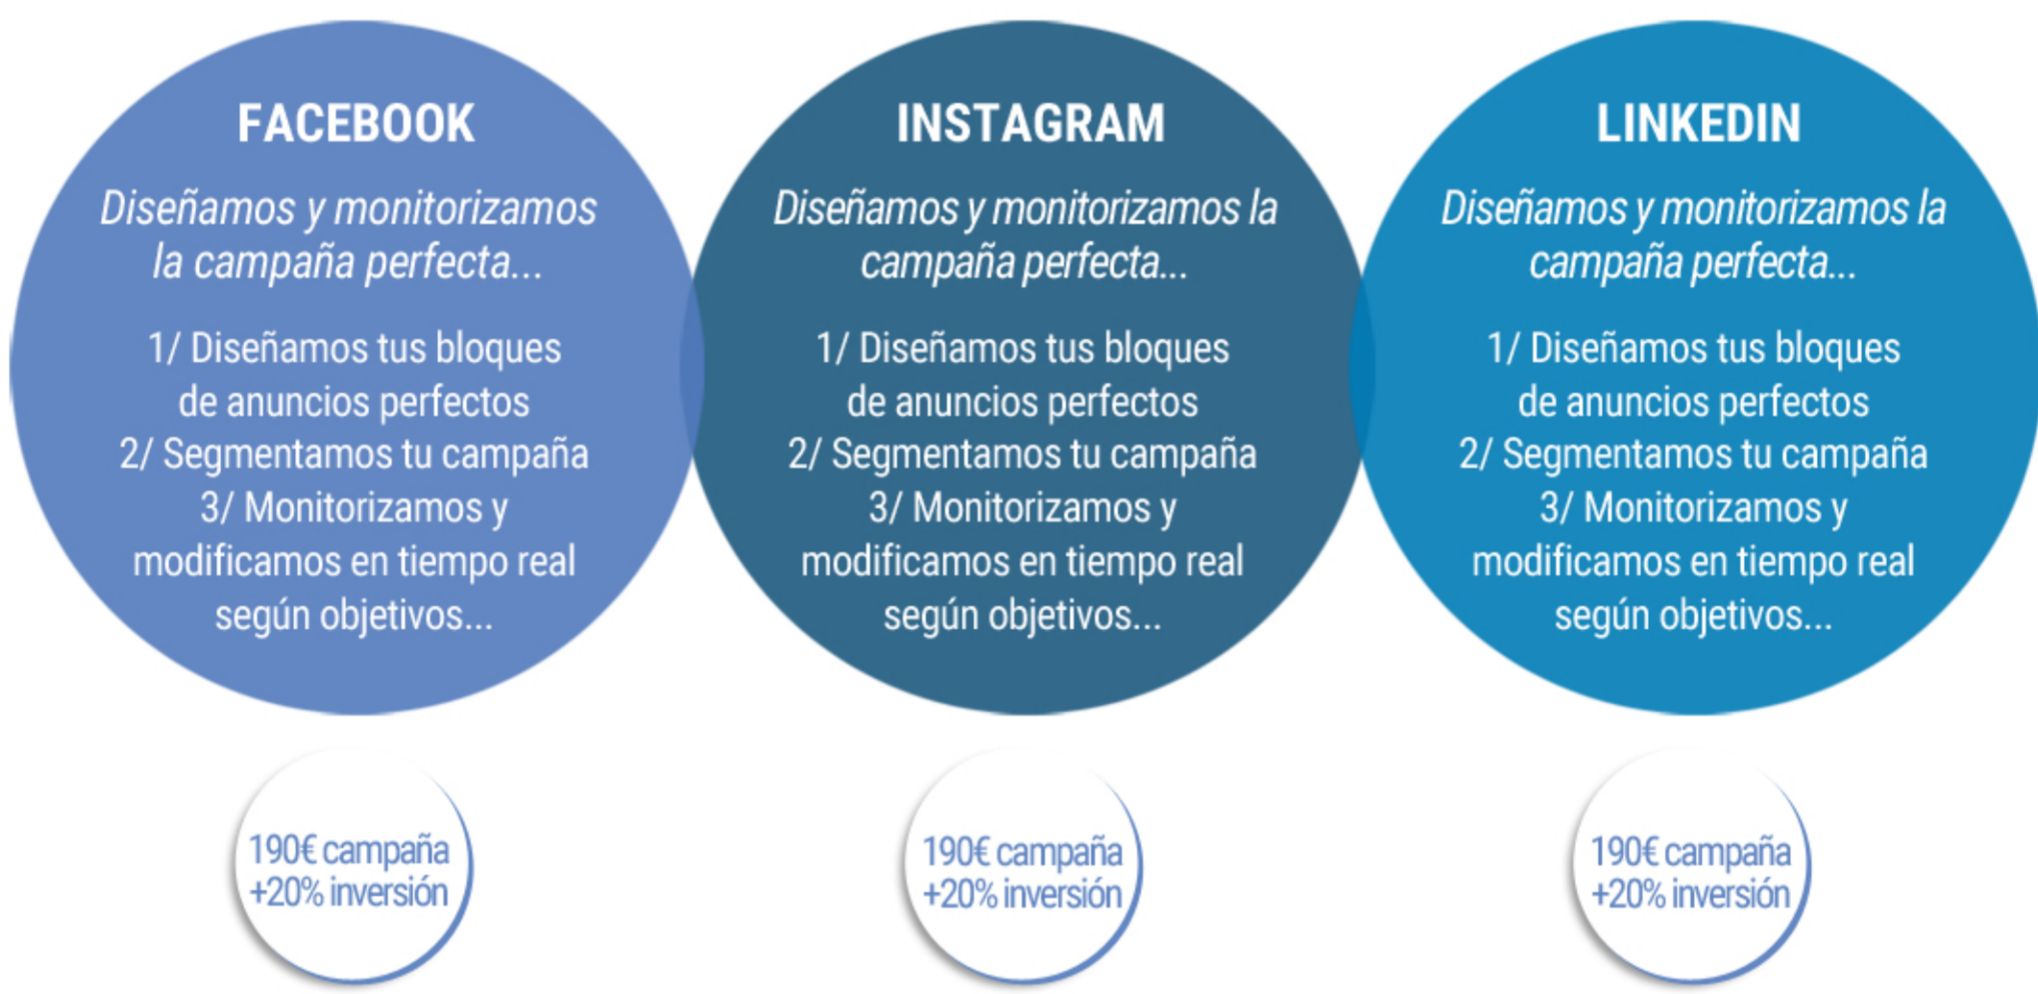 FACEBOOK
Diseñamos y monitorizamos
la campaña perfecta...
1/ Diseñamos tus bloques
de anuncios perfectos
2/ Segmentamos tu campaña
3/ Monitorizamos y
modificamos en tiempo real
según objetivos...
190€ campaña
+20% inversión
INSTAGRAM
Diseñamos y monitorizamos la
campaña perfecta...
1/ Diseñamos tus bloques
de anuncios perfectos
2/ Segmentamos tu campaña
3/ Monitorizamos y
modificamos en tiempo real
según objetivos...
190€ campaña
+20% inversión
LINKEDIN
Diseñamos y monitorizamos la
campaña perfecta...
1/ Diseñamos tus bloques
de anuncios perfectos
2/ Segmentamos tu campaña
3/ Monitorizamos y
modificamos en tiempo real
según objetivos...
190€ campaña
+20% inversión